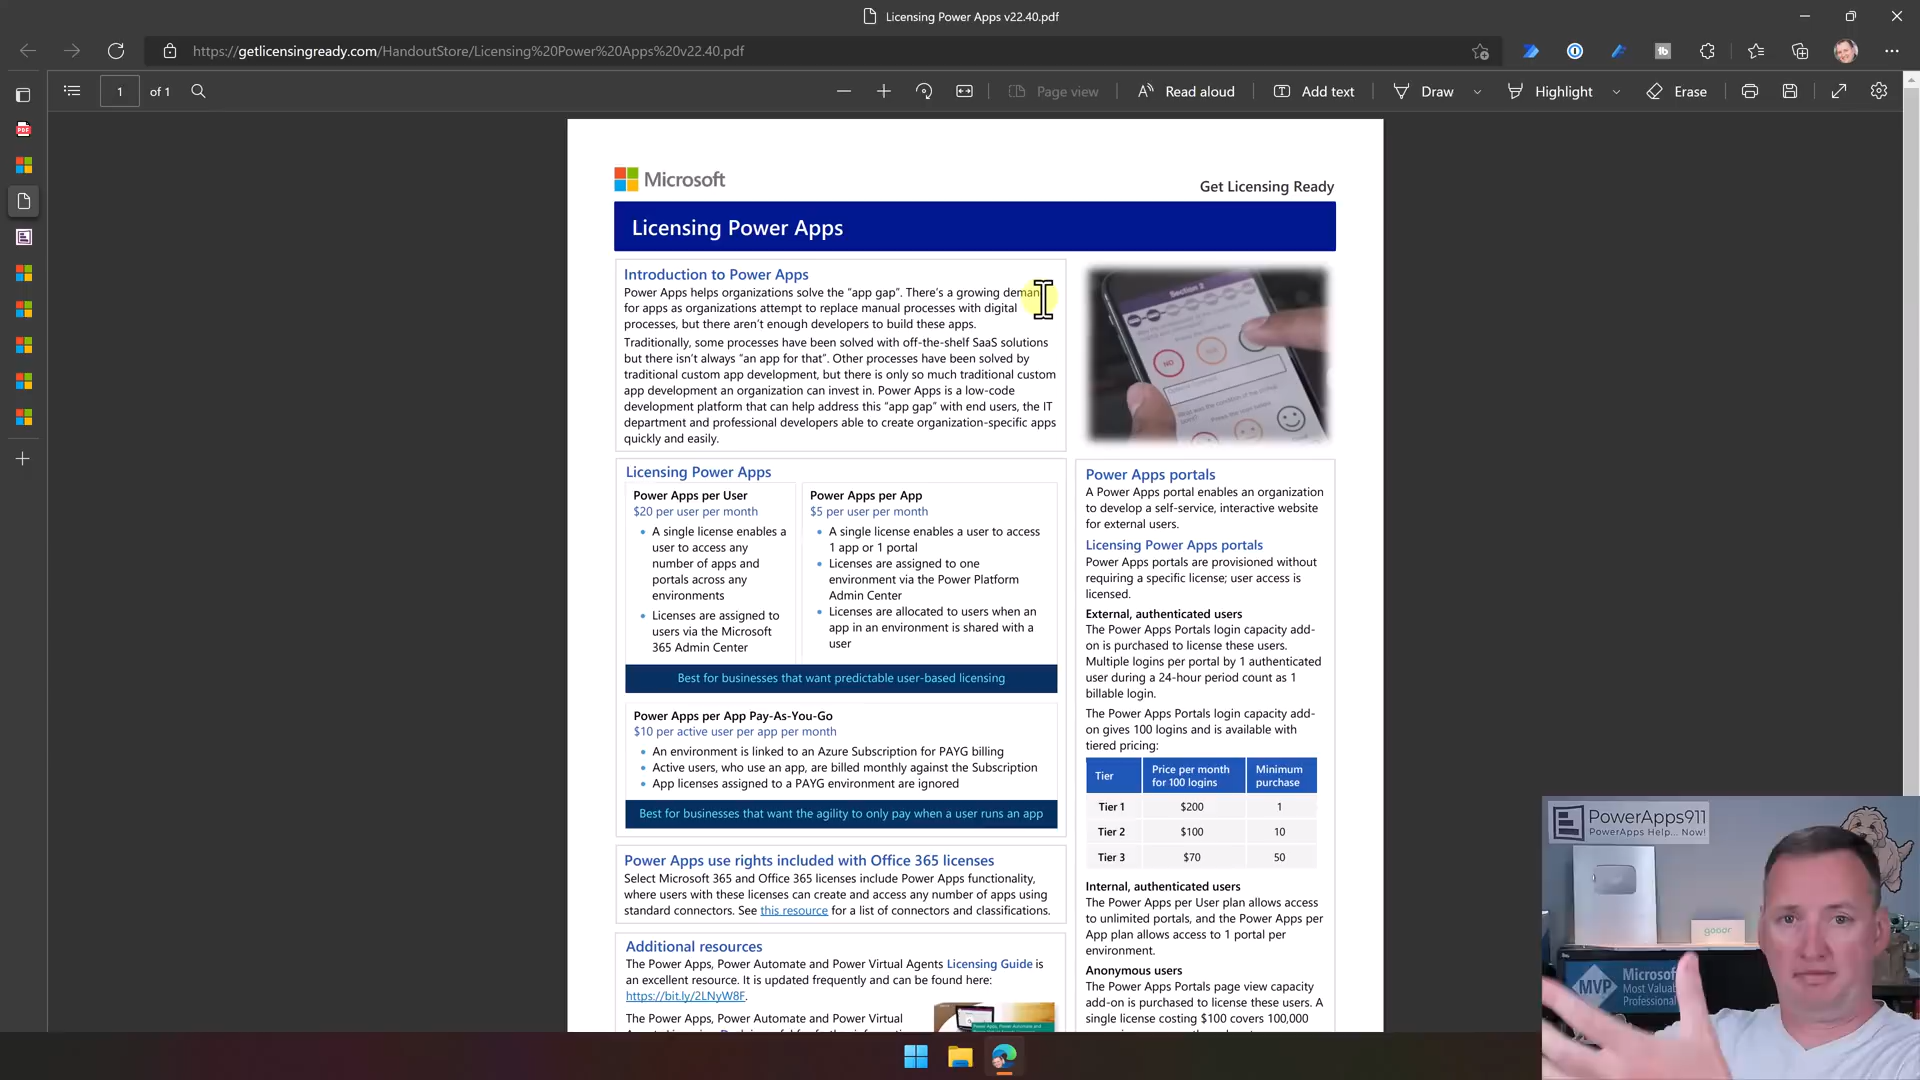 Licensing Power Apps v22.40.pdf
https://getlicensingready.com/HandoutStore/Licensing%20Power%20Apps%20v22.40.pdf
1 of 1
Page view
Read aloud
Add text
Draw
Highlight
Erase
Microsoft
Get Licensing Ready
Licensing Power Apps
Introduction to Power Apps
Power Apps helps organizations solve the “app gap”. There’s a growing deman
for apps as organizations attempt to replace manual processes with digital
processes, but there aren’t enough developers to build these apps.
Traditionally, some processes have been solved with off-the-shelf SaaS solutions
but there isn’t always “an app for that”. Other processes have been solved by
traditional custom app development, but there is only so much traditional custom
app development an organization can invest in. Power Apps is a low-code
development platform that can help address this “app gap” with end users, the IT
department and professional developers able to create organization-specific apps
quickly and easily.
Section 2
NO
Licensing Power Apps
Power Apps per User
$20 per user per month
• A single license enables a
user to access any
number of apps and
portals across any
environments
• Licenses are assigned to
users via the Microsoft
365 Admin Center
Power Apps per App
$5 per user per month
• A single license enables a user to access
1 app or 1 portal
• Licenses are assigned to one
environment via the Power Platform
Admin Center
• Licenses are allocated to users when an
app in an environment is shared with a
user
Best for businesses that want predictable user-based licensing
Power Apps per App Pay-As-You-Go
$10 per active user per app per month
• An environment is linked to an Azure Subscription for PAYG billing
• Active users, who use an app, are billed monthly against the Subscription
• App licenses assigned to a PAYG environment are ignored
Best for businesses that want the agility to only pay when a user runs an app
Power Apps use rights included with Office 365 licenses
Select Microsoft 365 and Office 365 licenses include Power Apps functionality,
where users with these licenses can create and access any number of apps using
standard connectors. See this resource for a list of connectors and classifications.
Additional resources
The Power Apps, Power Automate and Power Virtual Agents Licensing Guide is
an excellent resource. It is updated frequently and can be found here:
https://bit.ly/2LNyW8F.
The Power Apps, Power Automate and Power Virtual
Power Apps portals
A Power Apps portal enables an organization
to develop a self-service, interactive website
for external users.
Licensing Power Apps portals
Power Apps portals are provisioned without
requiring a specific license; user access is
licensed.
External, authenticated users
The Power Apps Portals login capacity add-
on is purchased to license these users.
Multiple logins per portal by 1 authenticated
user during a 24-hour period count as 1
billable login.
The Power Apps Portals login capacity add-
on gives 100 logins and is available with
tiered pricing:
Tier Price per month for 100 logins Minimum purchase
Tier 1 $200 1
Tier 2 $100 10
Tier 3 $70 50
Internal, authenticated users
The Power Apps per User plan allows access
to unlimited portals, and the Power Apps per
App plan allows access to 1 portal per
environment.
Anonymous users
The Power Apps Portals page view capacity
add-on is purchased to license these users. A
single license costing $100 covers 100,000
PowerApps911
PowerApps Help... Now!
goodr
MVP
Microsof
Most Valuab
Professional